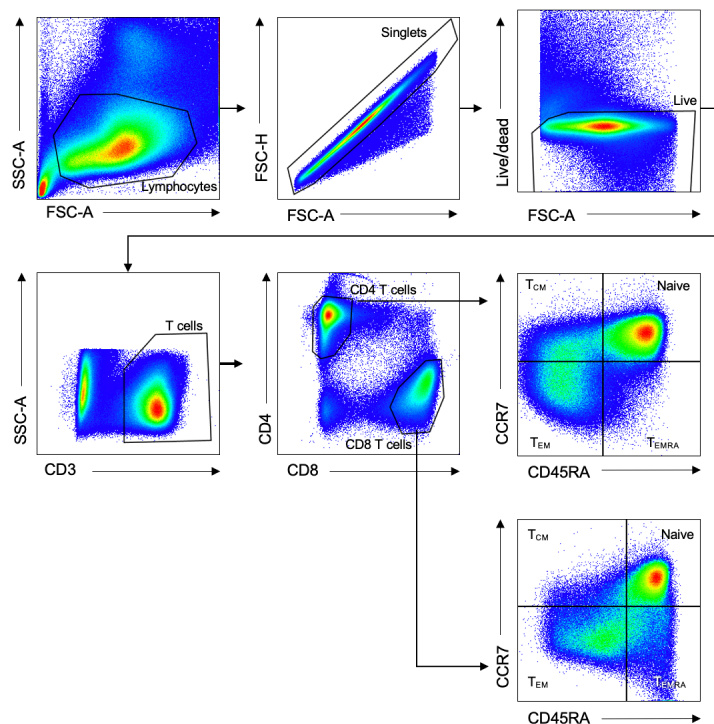 SSC-A
Lymphocytes
FSC-A
FSC-H
Singlets
FSC-A
Live/dead
Live
FSC-A
SSC-A
T cells
CD3
CD4
CD4 T cells
CD8 T cells
CD8
CCR7
TCM
Naive
TEM
TEMRA
CD45RA
CCR7
TCM
Naive
TEM
TEMRA
CD45RA